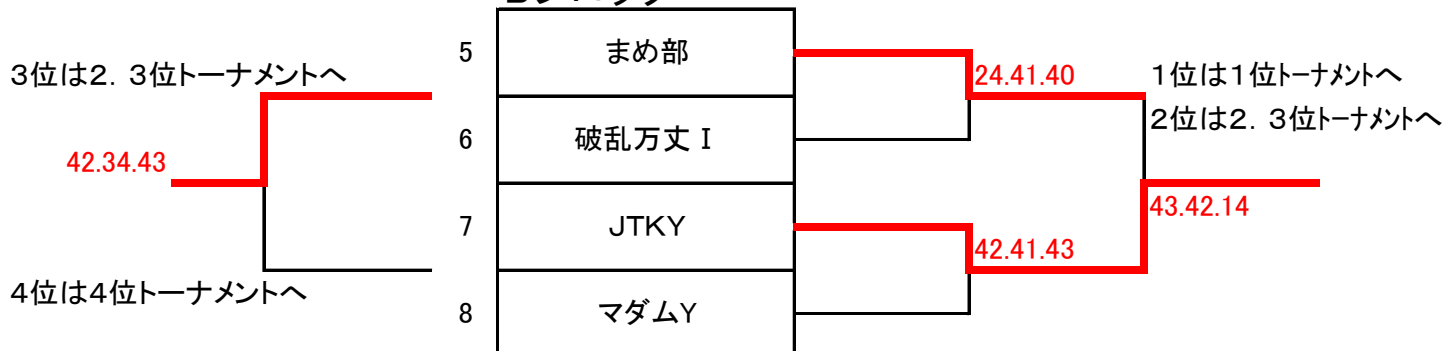 5 まめ部
3位は2．3位トーナメントへ
24.41.40
1位は1位トーナメントへ
2位は2．3位トーナメントへ
6 破乱万丈Ⅰ
42.34.43
43.42.14
7 JTKY
42.41.43
4位は4位トーナメントへ
8 マダムY